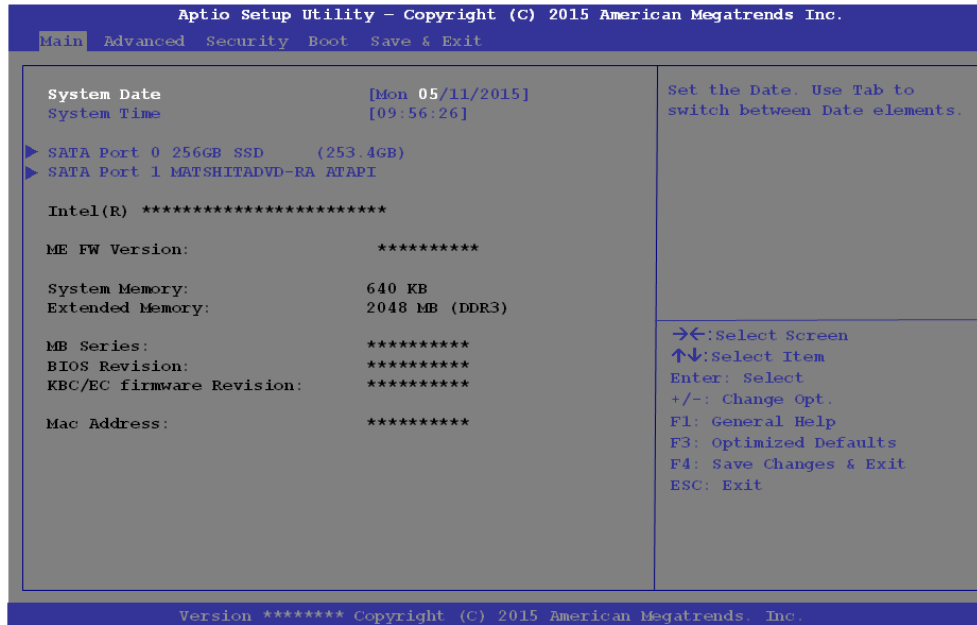 Aptio Setup Utility – Copyright (C) 2015 American Megatrends Inc.
Main Advanced Security Boot Save & Exit
System Date [Mon 05/11/2015]
System Time [09:56:26]
SATA Port 0 256GB SSD (253.4GB)
SATA Port 1 MATSHITADVD-RA ATAPI
Intel(R) ************************
ME FW Version: **********
System Memory: 640 KB
Extended Memory: 2048 MB (DDR3)
MB Series: **********
BIOS Revision: **********
KBC/EC firmware Revision: **********
Mac Address: **********
Set the Date. Use Tab to
switch between Date elements.
→←:Select Screen
↑↓:Select Item
Enter: Select
+/-: Change Opt.
F1: General Help
F3: Optimized Defaults
F4: Save Changes & Exit
ESC: Exit
Version ******** Copyright (C) 2015 American Megatrends. Inc.